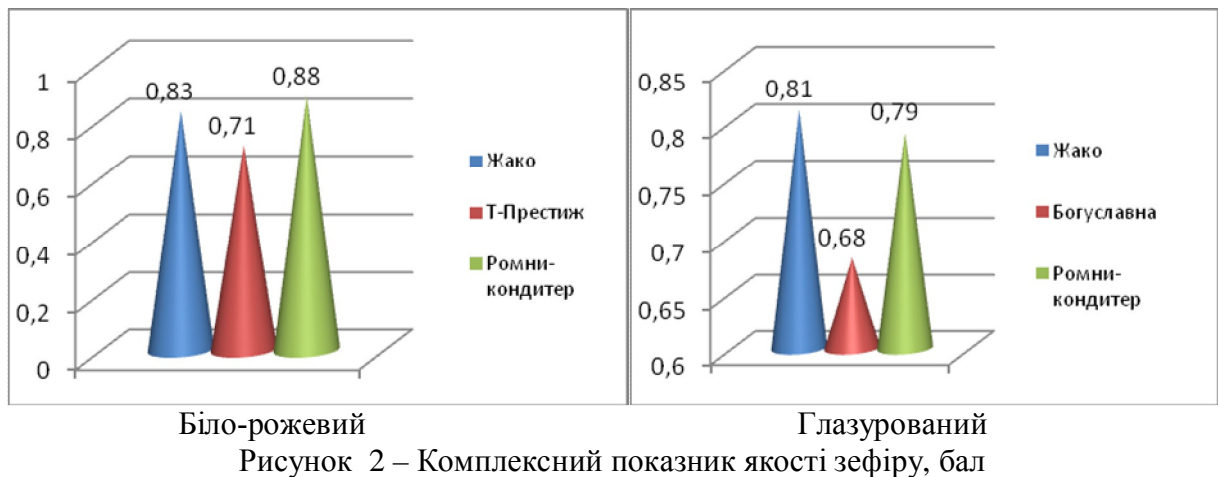 1
0,8
0,6
0,4
0,2
0
0,83
0,71
0,88
Жако
Т-Престиж
Ромни-
кондитер
0,85
0,8
0,75
0,7
0,65
0,6
0,81
0,68
0,79
Жако
Богуславна
Ромни-
кондитер
Біло-рожевий
Глазурований
Рисунок 2 – Комплексний показник якості зефіру, бал